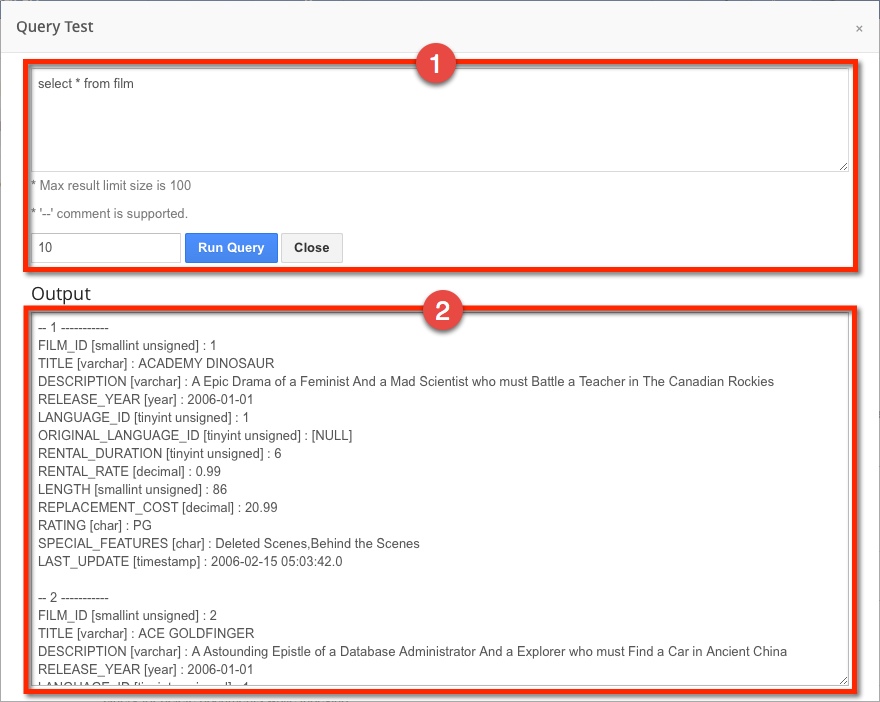 Query Test
×
1
select * from film
* Max result limit size is 100
* '--' comment is supported.
10
Run Query
Close
Output
2
-- 1 -----------
FILM_ID [smallint unsigned] : 1
TITLE [varchar] : ACADEMY DINOSAUR
DESCRIPTION [varchar] : A Epic Drama of a Feminist And a Mad Scientist who must Battle a Teacher in The Canadian Rockies
RELEASE_YEAR [year] : 2006-01-01
LANGUAGE_ID [tinyint unsigned] : 1
ORIGINAL_LANGUAGE_ID [tinyint unsigned] : [NULL]
RENTAL_DURATION [tinyint unsigned] : 6
RENTAL_RATE [decimal] : 0.99
LENGTH [smallint unsigned] : 86
REPLACEMENT_COST [decimal] : 20.99
RATING [char] : PG
SPECIAL_FEATURES [char] : Deleted Scenes,Behind the Scenes
LAST_UPDATE [timestamp] : 2006-02-15 05:03:42.0
-- 2 -----------
FILM_ID [smallint unsigned] : 2
TITLE [varchar] : ACE GOLDFINGER
DESCRIPTION [varchar] : A Astounding Epistle of a Database Administrator And a Explorer who must Find a Car in Ancient China
RELEASE_YEAR [year] : 2006-01-01
LANGUAGE_ID [tinyint unsigned] : 1